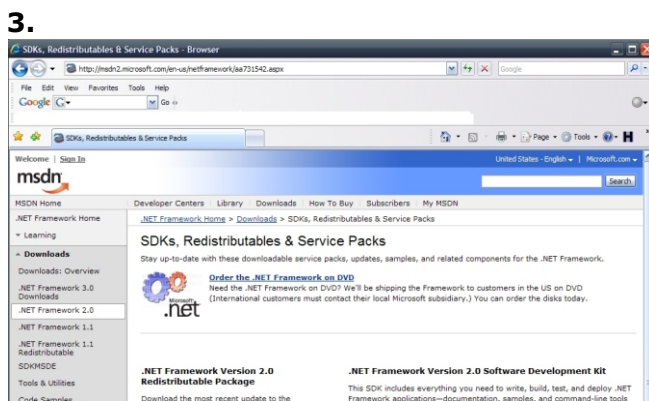 3.
SDKs, Redistributables & Service Packs - Browser
http://msdn2.microsoft.com/en-us/netframework/aa731542.aspx
Google
File Edit View Favorites Tools Help
Google G Go
SDKs, Redistributables & Service Packs
Page Tools
Welcome | Sign In
United States - English | Microsoft.com
msdn
Search
MSDN Home Developer Centers Library Downloads How To Buy Subscribers My MSDN
.NET Framework Home
.NET Framework Home > Downloads > SDKs, Redistributables & Service Packs
Learning
SDKs, Redistributables & Service Packs
Downloads
Stay up-to-date with these downloadable service packs, updates, samples, and related components for the .NET Framework.
Downloads: Overview
.NET Framework 3.0
Downloads
.NET Framework 2.0
.NET Framework 1.1
.NET Framework 1.1
Redistributable
SDKMSDE
Tools & Utilities
Code Samples
Microsoft
.net
Order the .NET Framework on DVD
Need the .NET Framework on DVD? We'll be shipping the Framework to customers in the US on DVD
(International customers must contact their local Microsoft subsidiary.) You can order the disks today.
.NET Framework Version 2.0
Redistributable Package
Download the most recent update to the
.NET Framework Version 2.0 Software Development Kit
This SDK includes everything you need to write, build, test, and deploy .NET
Framework applications—documentation, samples, and command-line tools